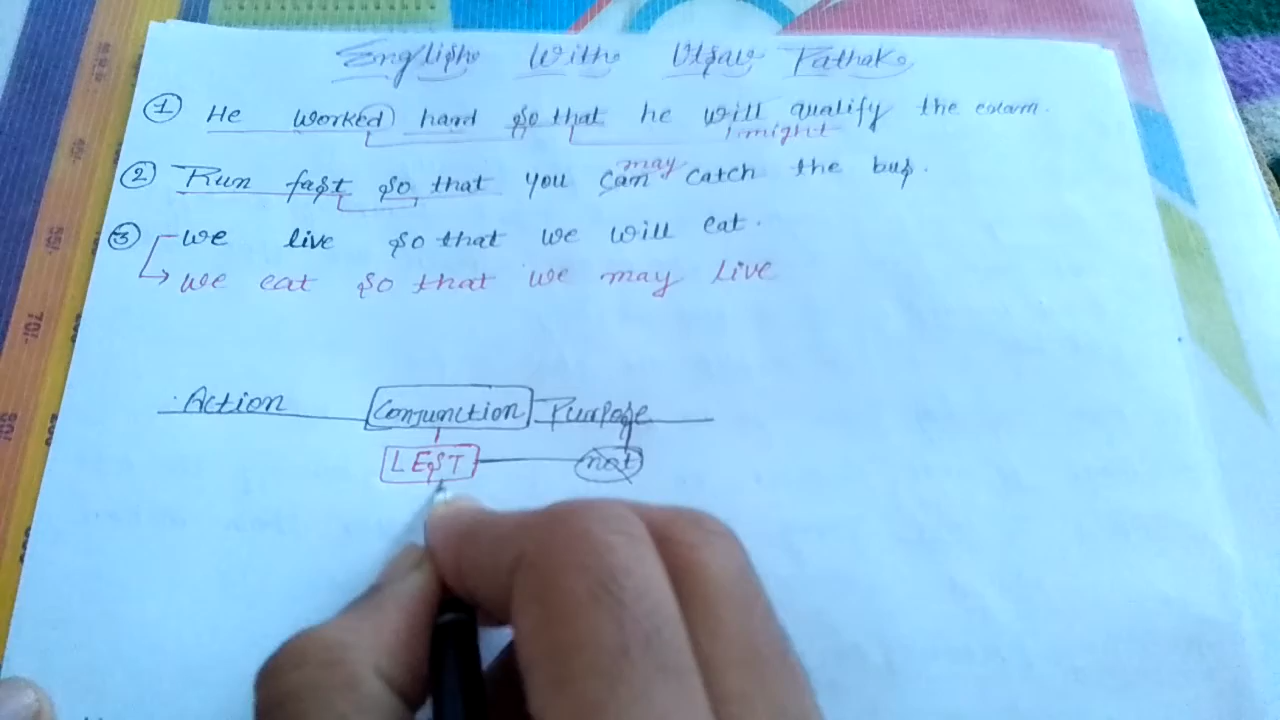 English With Utsav Pathak
① He worked hard so that he will qualify the exam.
might
② Run fast so that you can catch the bus.
may
③ we live so that we will eat.
we eat so that we may live
Action Conjunction Purpose
LEST not
70/-